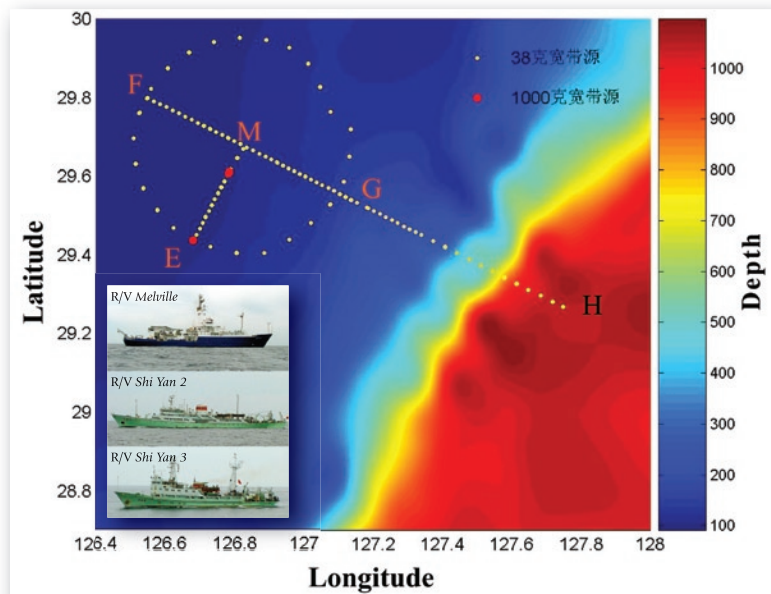 30
29.8
29.6
29.4
29.2
29
28.8
Latitude
126.4 126.6 126.8 127 127.2 127.4 127.6 127.8 128
Longitude
F
M
G
E
H
38克宽带源
1000克宽带源
R/V Melville
R/V Shi Yan 2
R/V Shi Yan 3
1000
900
800
700
600
500
400
300
200
100
Depth